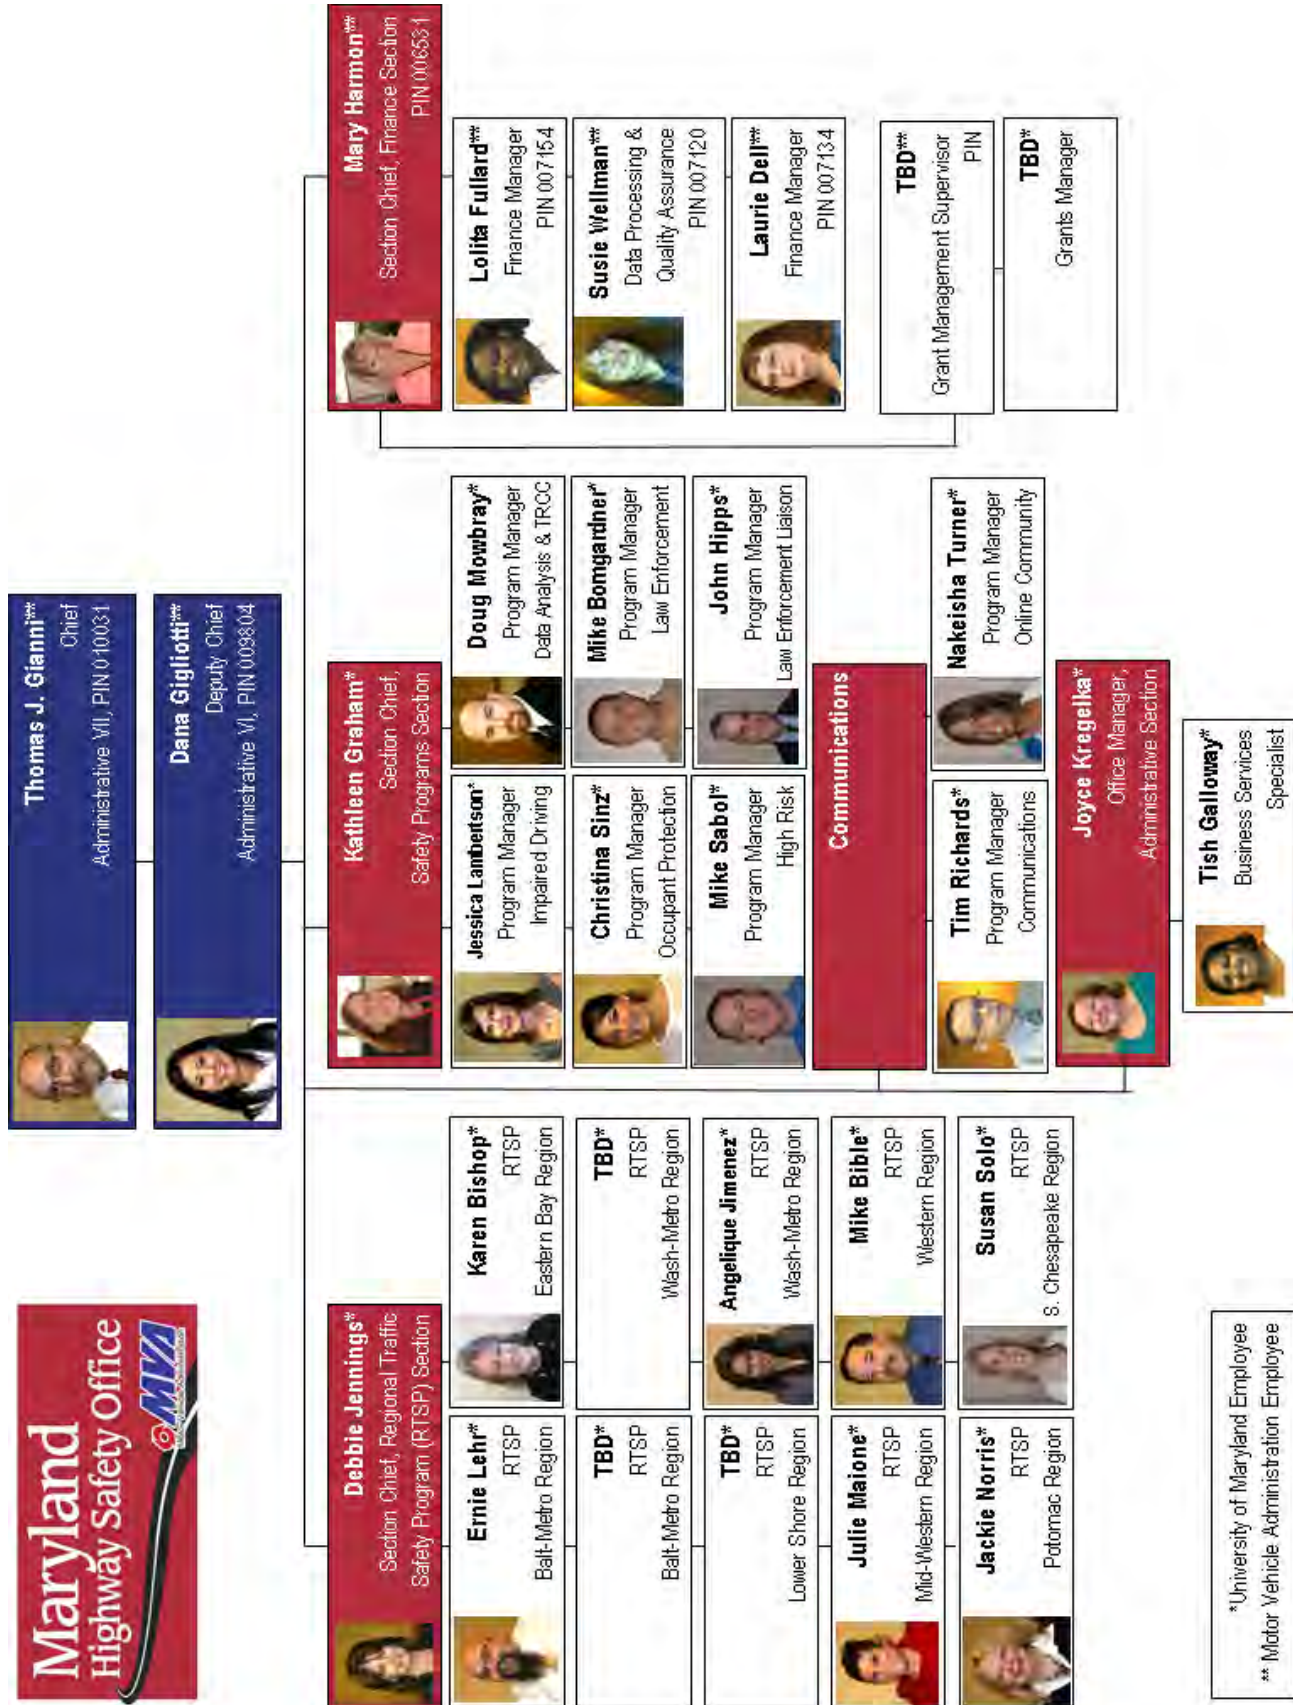 Maryland
Highway Safety Office
MVA
Thomas J. Gianni**
Chief
Administrative VII, PIN 010031
Dana Gigliotti**
Deputy Chief
Administrative VI, PIN 009804
Debbie Jennings*
Section Chief, Regional Traffic
Safety Program (RTSP) Section
Ernie Lehr*
RTSP
Balt-Metro Region
Karen Bishop*
RTSP
Eastern Bay Region
TBD*
RTSP
Balt-Metro Region
TBD*
RTSP
Wash-Metro Region
TBD*
RTSP
Lower Shore Region
Angelique Jimenez*
RTSP
Wash-Metro Region
Julie Maione*
RTSP
Mid-Western Region
Mike Bible*
RTSP
Western Region
Jackie Norris*
RTSP
Potomac Region
Susan Solo*
RTSP
S. Chesapeake Region
Kathleen Graham*
Section Chief,
Safety Programs Section
Jessica Lambertson*
Program Manager
Impaired Driving
Doug Mowbray*
Program Manager
Data Analysis & TRCC
Christina Sinz*
Program Manager
Occupant Protection
Mike Bomgardner*
Program Manager
Law Enforcement
Mike Sabol*
Program Manager
High Risk
John Hipps*
Program Manager
Law Enforcement Liaison
Communications
Tim Richards*
Program Manager
Communications
Nakeisha Turner*
Program Manager
Online Community
Joyce Kregelka*
Office Manager,
Administrative Section
Tish Galloway*
Business Services
Specialist
Mary Harmon**
Section Chief, Finance Section
PIN 006531
Lolita Fullard**
Finance Manager
PIN 007154
Susie Wellman**
Data Processing &
Quality Assurance
PIN 007120
Laurie Dell**
Finance Manager
PIN 007134
TBD**
Grant Management Supervisor
PIN
TBD*
Grants Manager
*University of Maryland Employee
** Motor Vehicle Administration Employee